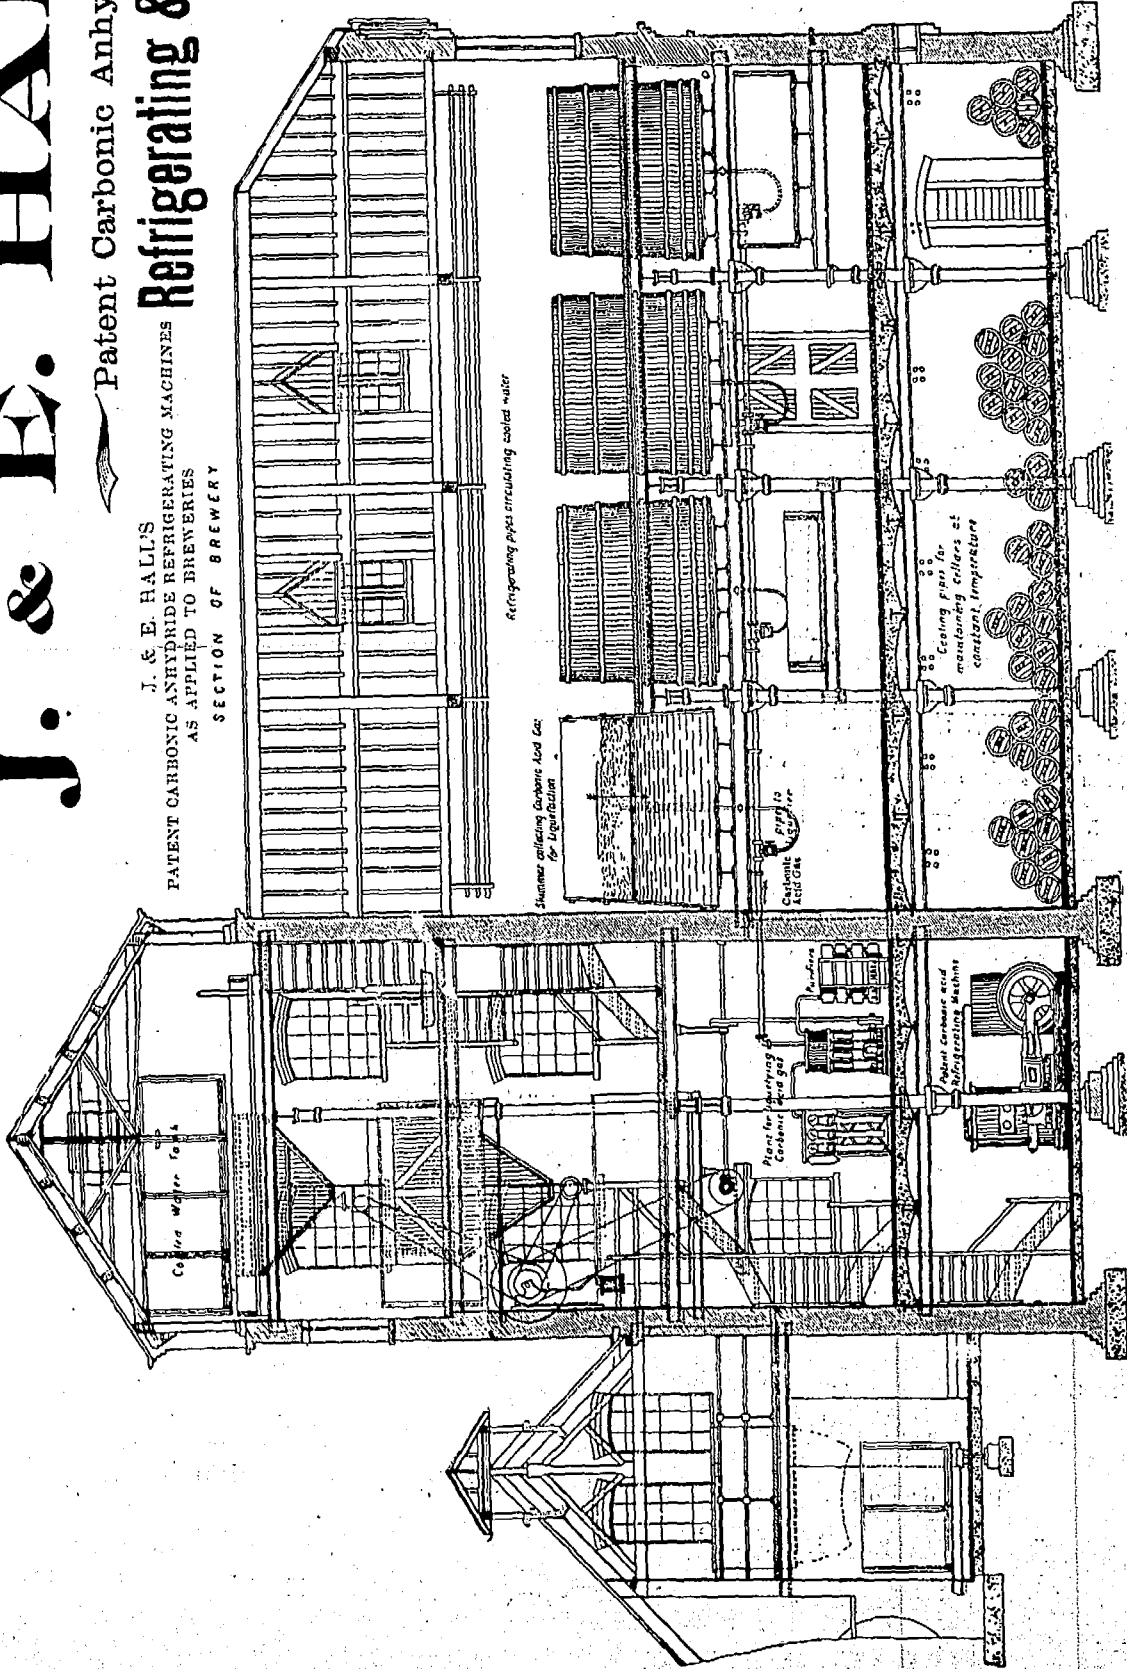 J. & E. HAL
Patent Carbonic Anhy
Refrigerating &
J. & E. HALL'S
PATENT CARBONIC ANHYDRIDE REFRIGERATING MACHINES
AS APPLIED TO BREWERIES
SECTION OF BREWERY
Cooled Water Tank
Refrigerating pipes circulating cooled water
Skimmer collecting Carbonic Acid Gas
for Liquefaction
Carbonic
Acid Gas
pipe to
Liquefier
Purifiers
Plant for liquefying
Carbonic acid gas
Patent Carbonic acid
Refrigerating Machine
Cooling pipes for
maintaining cellars at
constant temperature